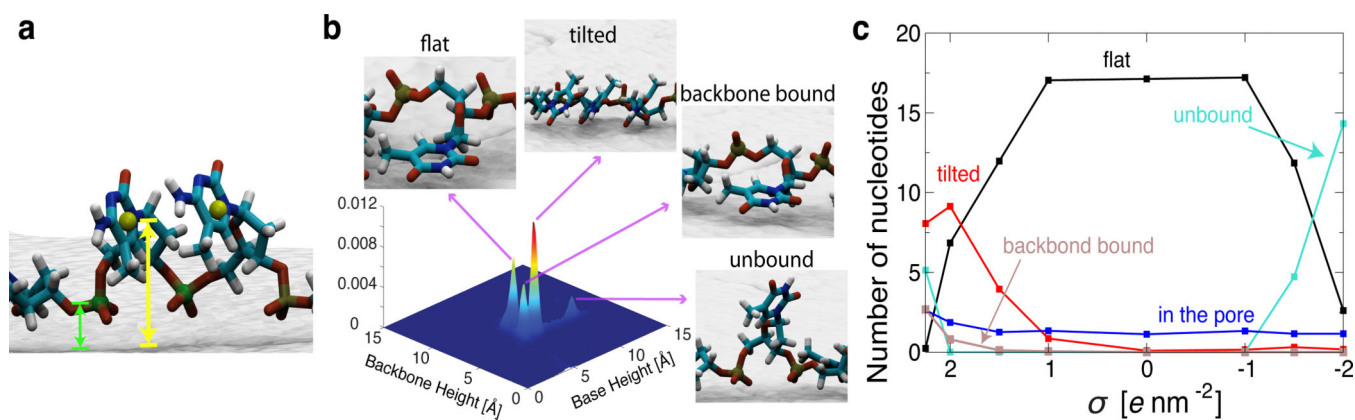 a
b
flat
tilted
backbone bound
unbound
0.012
0.008
0.004
0
15
10
5
0
Backbone Height [Å]
0
5
10
15
Base Height [Å]
c
20
15
10
5
0
Number of nucleotides
flat
unbound
tilted
backbond bound
in the pore
2
1
0
-1
-2
σ [e nm⁻²]